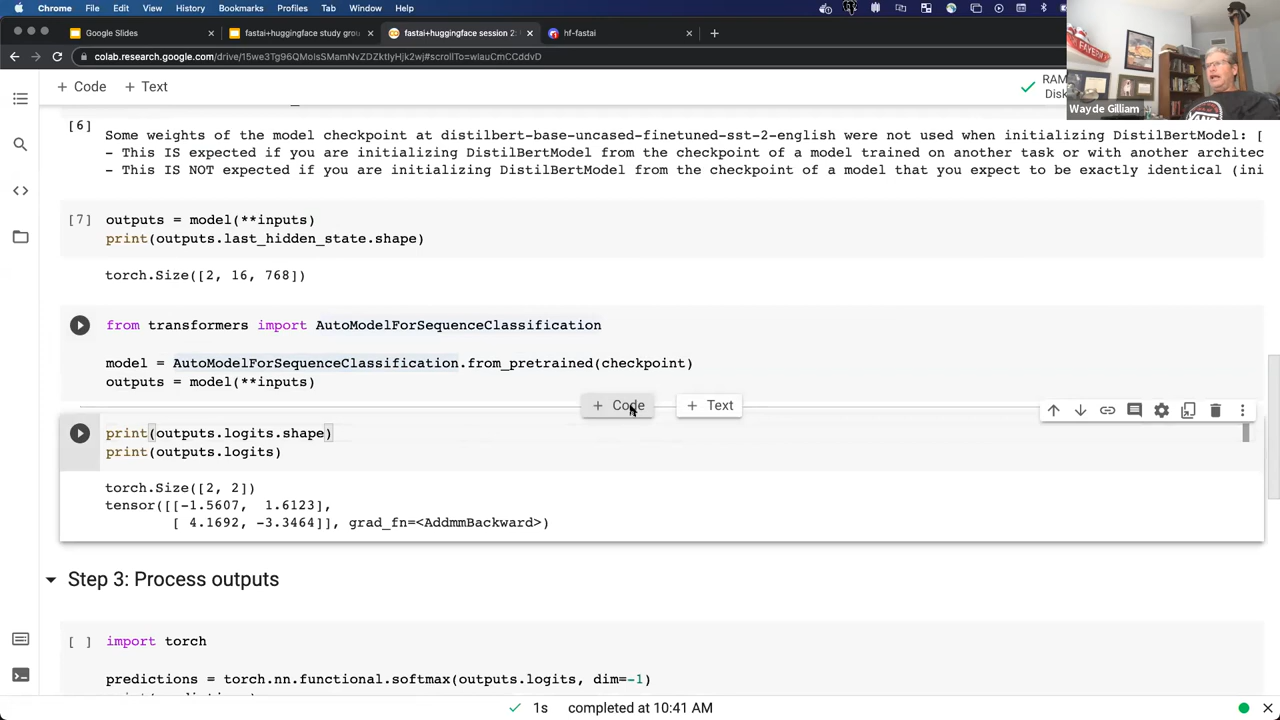 Chrome File Edit View History Bookmarks Profiles Tab Window Help
Google Slides
fastai+huggingface study grou
fastai+huggingface session 2:
hf-fastai
colab.research.google.com/drive/15we3Tg96QMolsSMamNvZDZktlyHjk2wj#scrollTo=wlauCmCCddvD
+ Code + Text
RAM
Disk
Wayde Gilliam
[6]
Some weights of the model checkpoint at distilbert-base-uncased-finetuned-sst-2-english were not used when initializing DistilBertModel: [
- This IS expected if you are initializing DistilBertModel from the checkpoint of a model trained on another task or with another architec
- This IS NOT expected if you are initializing DistilBertModel from the checkpoint of a model that you expect to be exactly identical (ini
[7] outputs = model(**inputs)
print(outputs.last_hidden_state.shape)
torch.Size([2, 16, 768])
from transformers import AutoModelForSequenceClassification
model = AutoModelForSequenceClassification.from_pretrained(checkpoint)
outputs = model(**inputs)
+ Code + Text
print(outputs.logits.shape)
print(outputs.logits)
torch.Size([2, 2])
tensor([[-1.5607, 1.6123],
[ 4.1692, -3.3464]], grad_fn=<AddmmBackward>)
Step 3: Process outputs
[ ] import torch
predictions = torch.nn.functional.softmax(outputs.logits, dim=-1)
1s completed at 10:41 AM